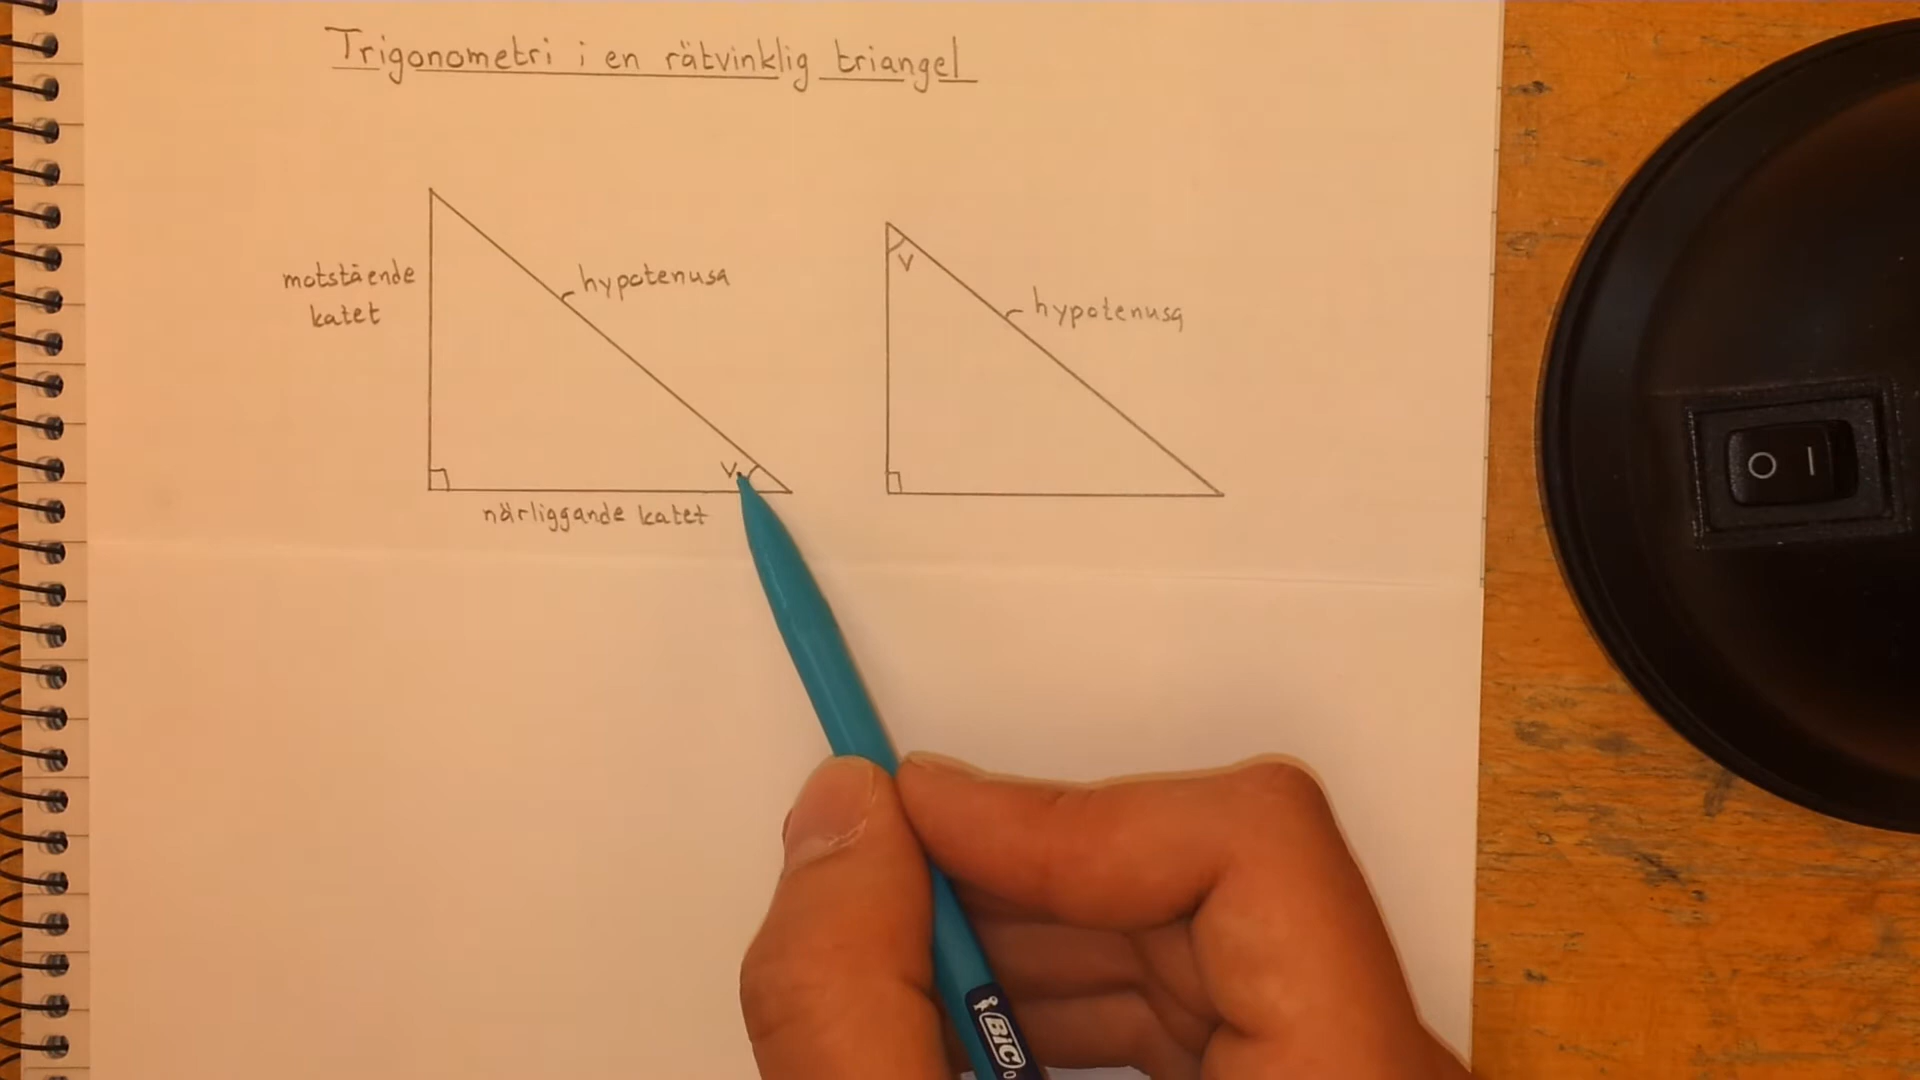 Trigonometri i en rätvinklig triangel
motstående
katet
hypotenusa
v
närliggande katet
v
hypotenusa
BiC